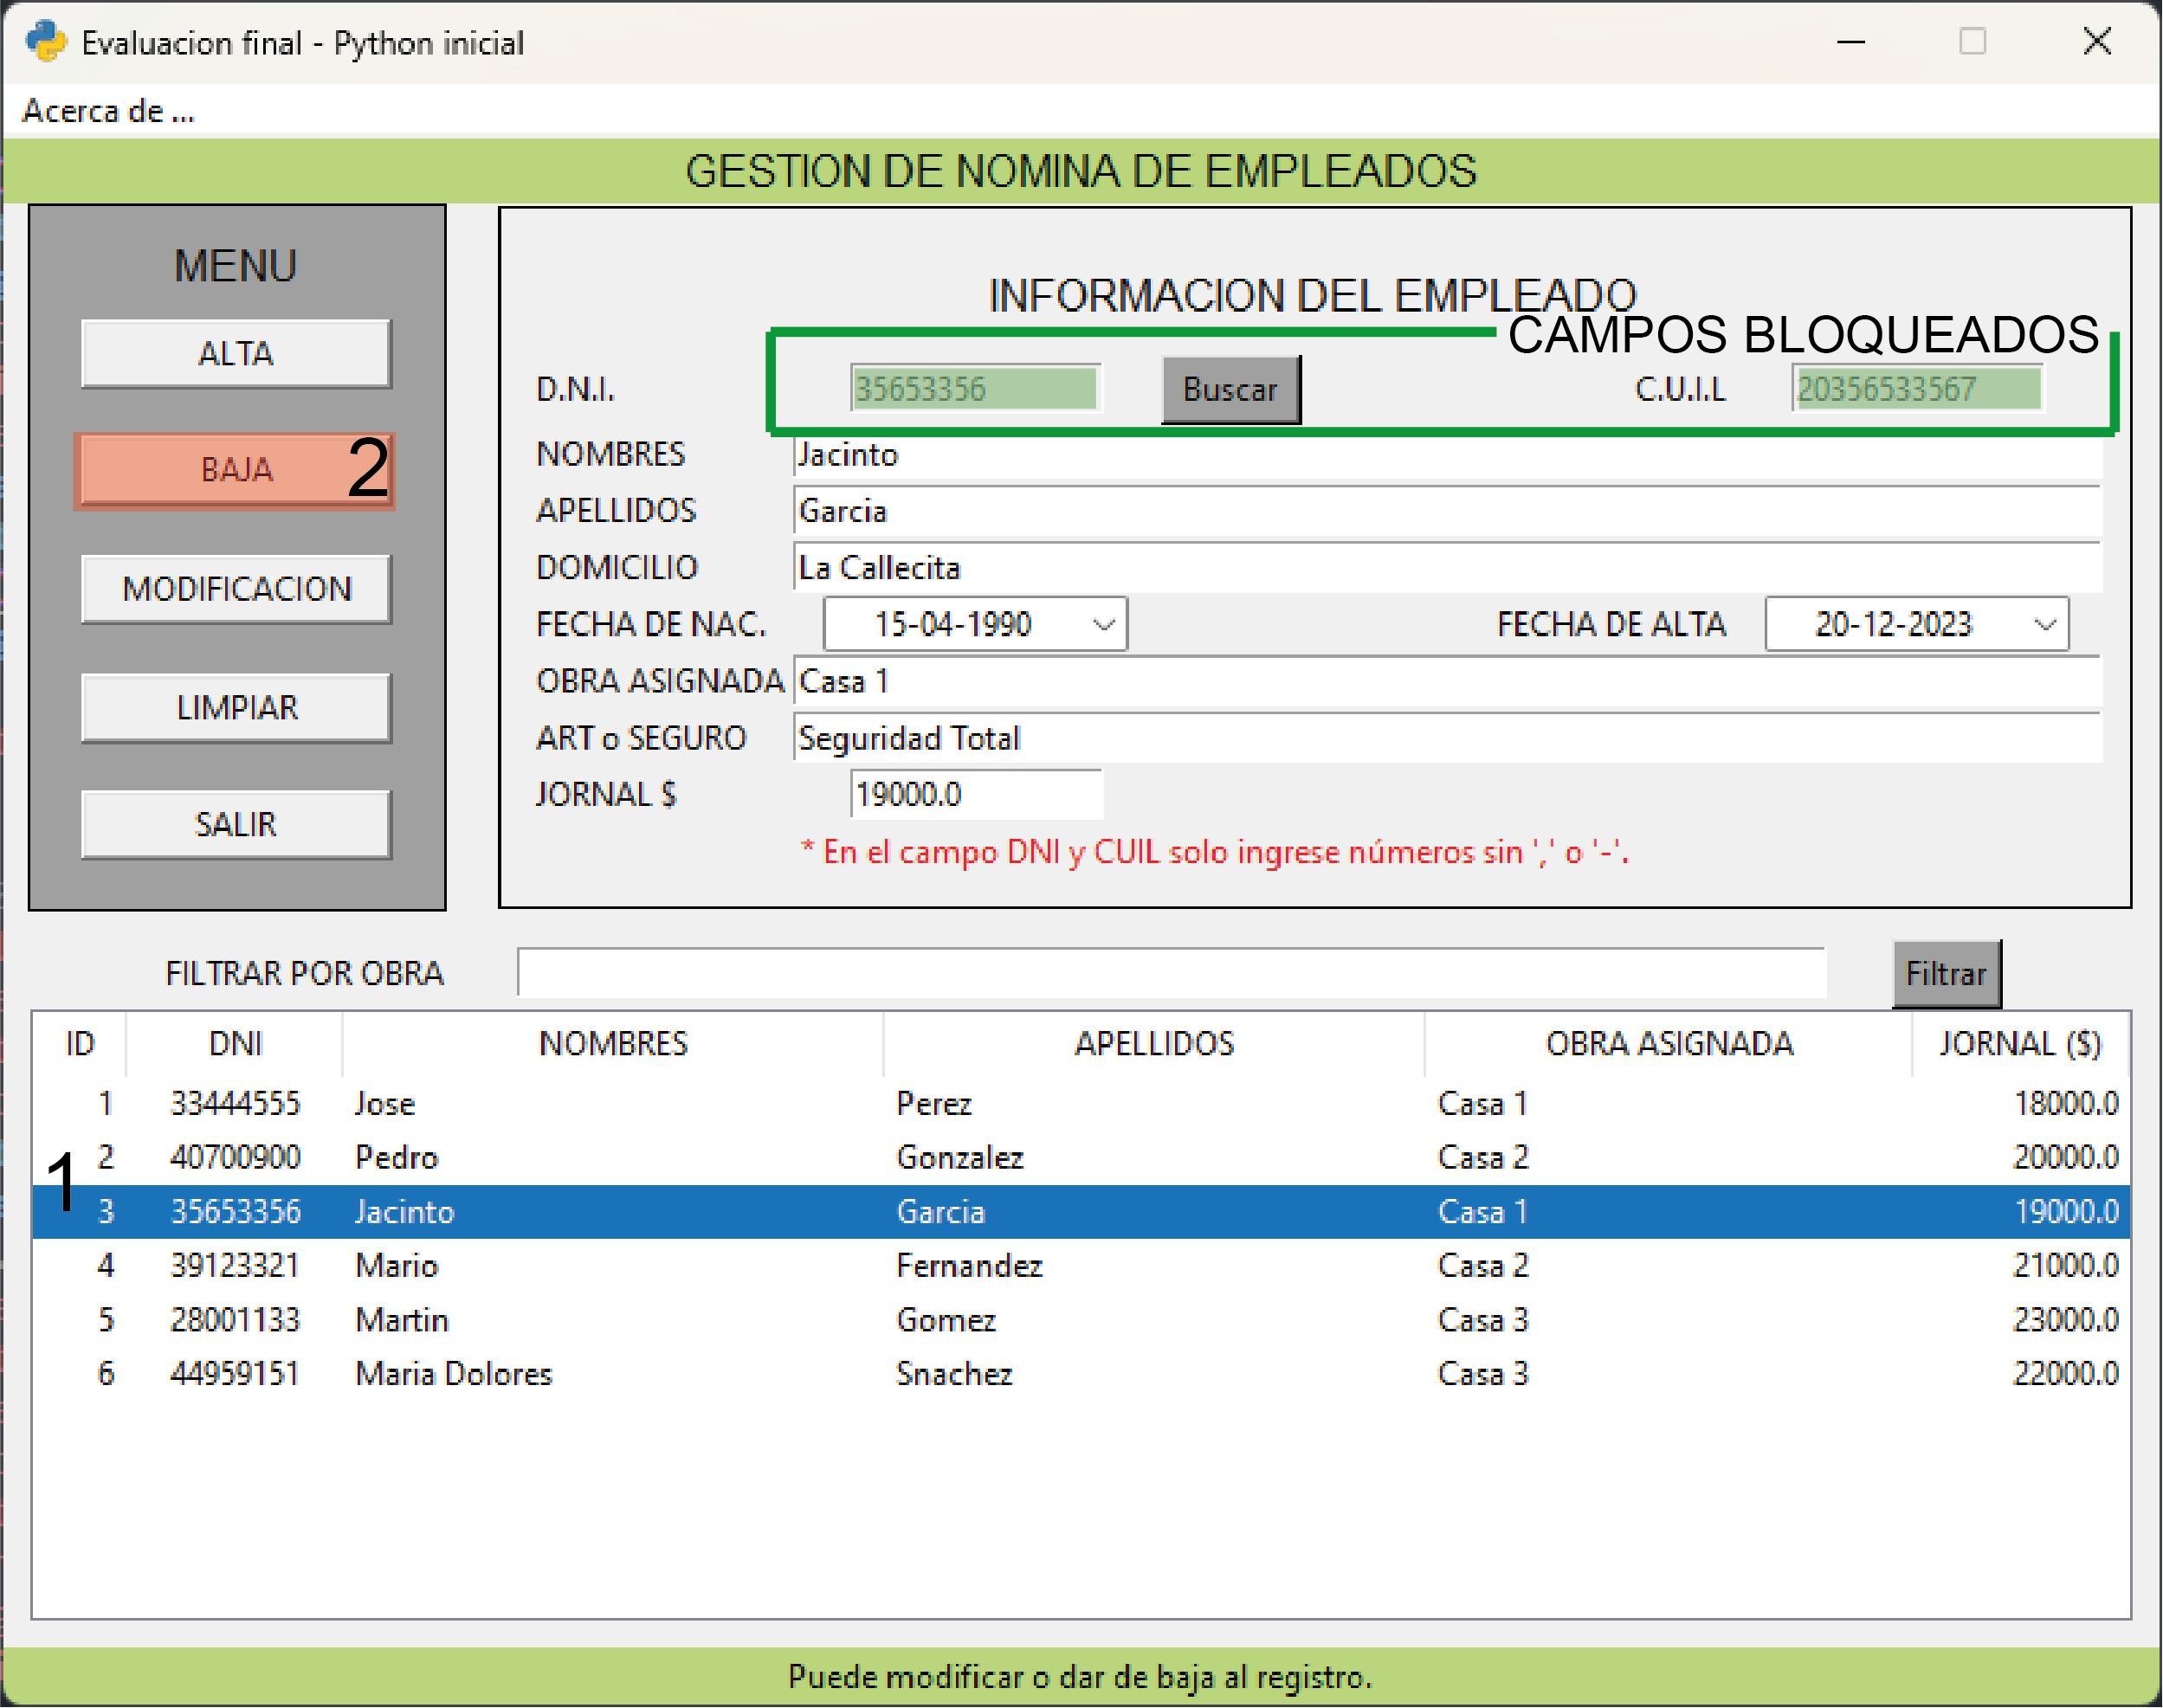 Evaluacion final - Python inicial
Acerca de ...
GESTION DE NOMINA DE EMPLEADOS
MENU
ALTA
BAJA 2
MODIFICACION
LIMPIAR
SALIR
INFORMACION DEL EMPLEADO
CAMPOS BLOQUEADOS
D.N.I. 35653356 Buscar C.U.I.L 20356533567
NOMBRES Jacinto
APELLIDOS Garcia
DOMICILIO La Callecita
FECHA DE NAC. 15-04-1990 FECHA DE ALTA 20-12-2023
OBRA ASIGNADA Casa 1
ART o SEGURO Seguridad Total
JORNAL $ 19000.0
* En el campo DNI y CUIL solo ingrese números sin ',' o '-'.
FILTRAR POR OBRA Filtrar
ID DNI NOMBRES APELLIDOS OBRA ASIGNADA JORNAL ($)
1 33444555 Jose Perez Casa 1 18000.0
2 40700900 Pedro Gonzalez Casa 2 20000.0
1
3 35653356 Jacinto Garcia Casa 1 19000.0
4 39123321 Mario Fernandez Casa 2 21000.0
5 28001133 Martin Gomez Casa 3 23000.0
6 44959151 Maria Dolores Snachez Casa 3 22000.0
Puede modificar o dar de baja al registro.